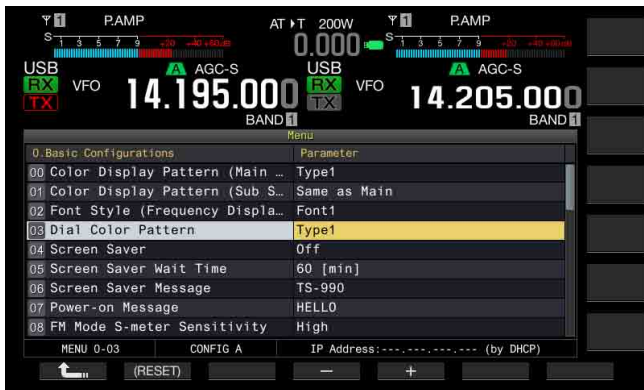 1 P.AMP AT T 200W 1 P.AMP
S 1 3 5 7 9 +20 +40 +60dB 0.000 S 1 3 5 7 9 +20 +40 +60dB
USB A AGC-S USB A AGC-S
RX VFO 14.195.000 RX VFO 14.205.000
TX TX
BAND 1 BAND 1
Menu
0.Basic Configurations Parameter
00 Color Display Pattern (Main … Type1
01 Color Display Pattern (Sub S… Same as Main
02 Font Style (Frequency Displa… Font1
03 Dial Color Pattern Type1
04 Screen Saver Off
05 Screen Saver Wait Time 60 [min]
06 Screen Saver Message TS-990
07 Power-on Message HELLO
08 FM Mode S-meter Sensitivity High
MENU 0-03 CONFIG A IP Address:---.---.---.--- (by DHCP)
(RESET) − +